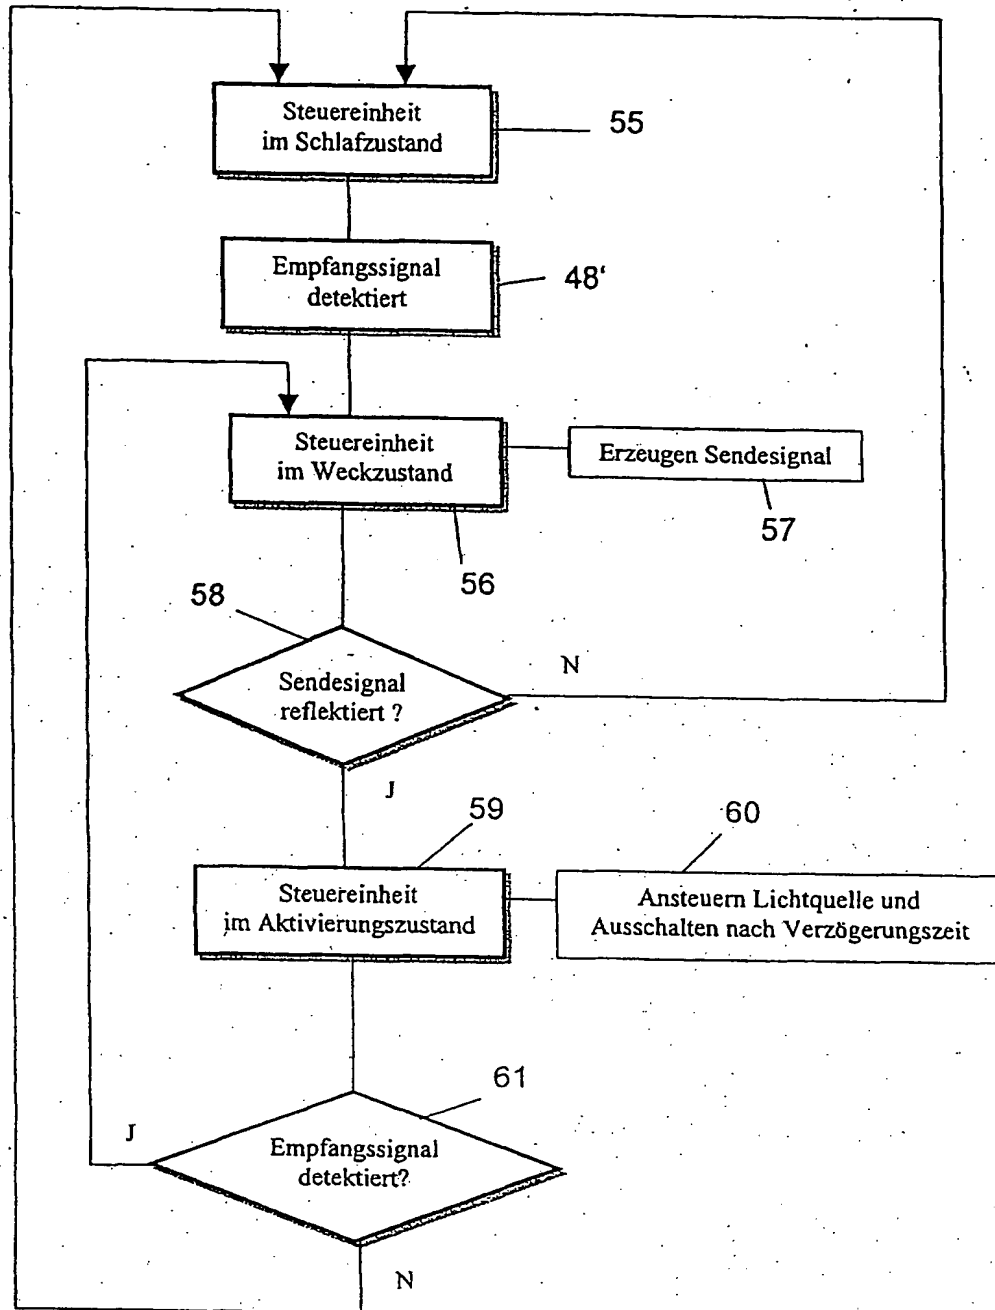 Steuereinheit
im Schlafzustand
55
Empfangssignal
detektiert
48'
Steuereinheit
im Weckzustand
Erzeugen Sendesignal
57
56
58
Sendesignal
reflektiert ?
N
J
59
60
Steuereinheit
im Aktivierungszustand
Ansteuern Lichtquelle und
Ausschalten nach Verzögerungszeit
61
J
Empfangssignal
detektiert?
N